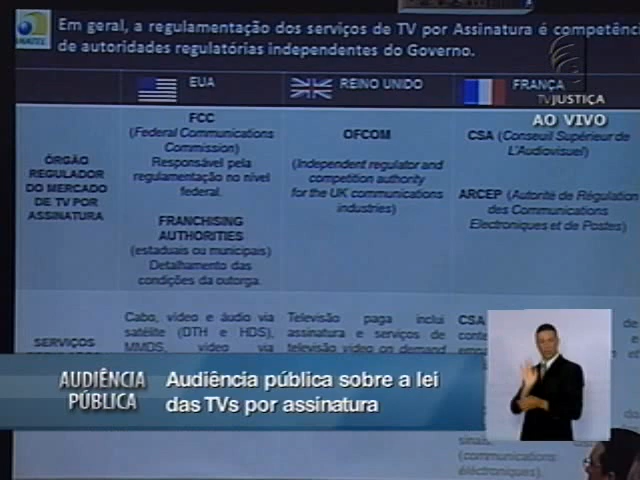 Em geral, a regulamentação dos serviços de TV por Assinatura é competênci
de autoridades regulatórias independentes do Governo.
EUA
REINO UNIDO
FRANÇA
TV JUSTIÇA
AO VIVO
ÓRGÃO
REGULADOR
DO MERCADO
DE TV POR
ASSINATURA
FCC
(Federal Communications
Commission)
Responsável pela
regulamentação no nível
federal.
FRANCHISING
AUTHORITIES
(estaduais ou municipais)
Detalhamento das
condições da outorga.
OFCOM
(Independent regulator and
competition authority
for the UK communications
industries)
CSA (Conseil Supérieur de
L'Audiovisuel)
ARCEP (Autorité de Régulation
des Communications
Electroniques et de Postes)
SERVIÇOS
Cabo, vídeo e áudio via
satélite (DTH e HDS),
MMDS, vídeo via
Televisão paga inclui
assinatura e serviços de
televisão video on demand
CSA
(communications
éléctroniques).
AUDIÊNCIA
PÚBLICA
Audiência pública sobre a lei
das TVs por assinatura